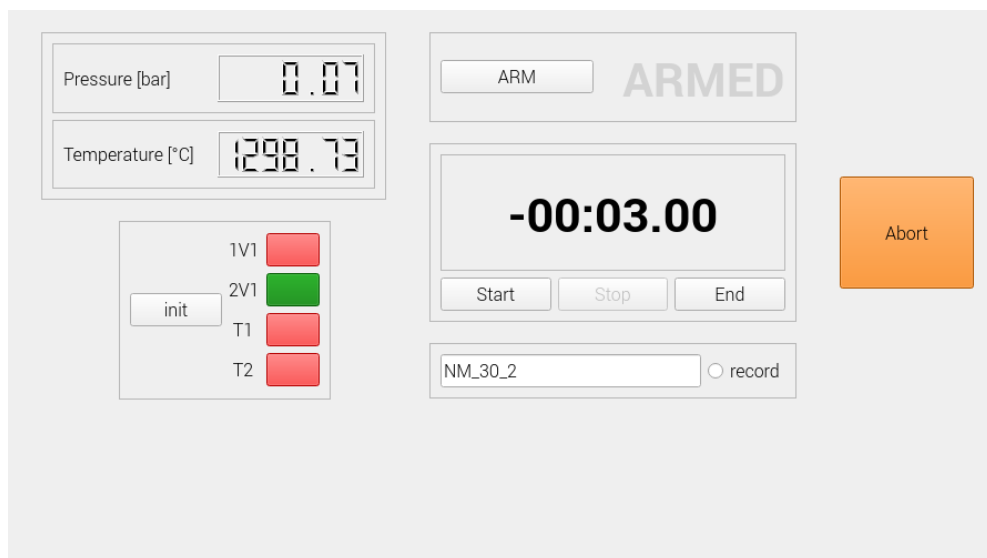 Pressure [bar] 0.07
Temperature [°C] 1298.73
init
1V1
2V1
T1
T2
ARM ARMED
-00:03.00
Start Stop End
NM_30_2 record
Abort